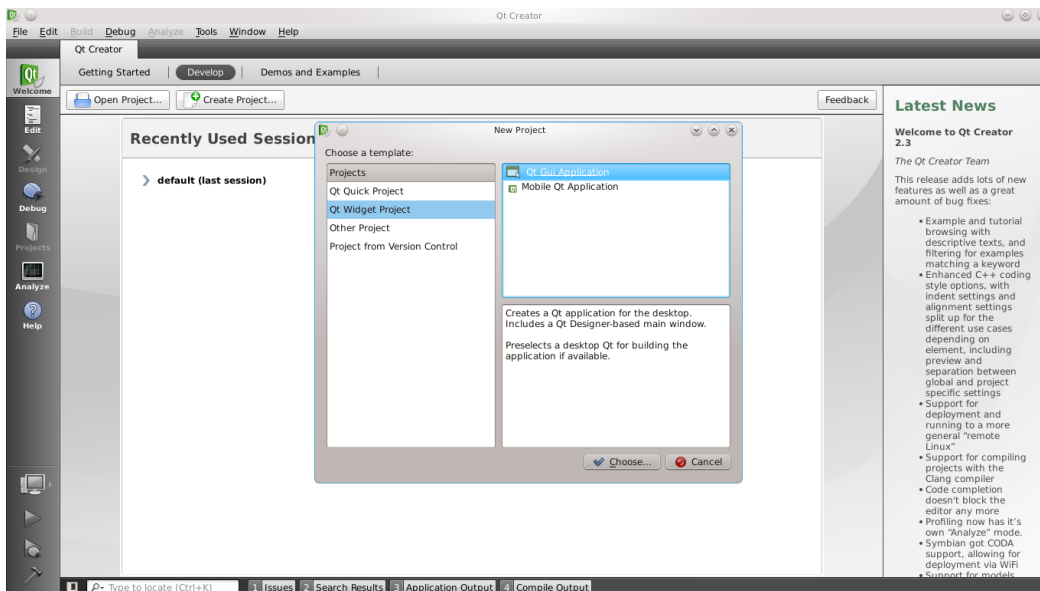 Qt Creator
File Edit Build Debug Analyze Tools Window Help
Qt Creator
Getting Started | Develop | Demos and Examples |
Open Project... Create Project... Feedback
Qt
Welcome
Edit
Design
Debug
Projects
Analyze
Help
Recently Used Session
default (last session)
New Project
Choose a template:
Projects
Qt Quick Project
Qt Widget Project
Other Project
Project from Version Control
Qt Gui Application
Mobile Qt Application
Creates a Qt application for the desktop.
Includes a Qt Designer-based main window.
Preselects a desktop Qt for building the
application if available.
Choose... Cancel
Latest News
Welcome to Qt Creator
2.3
The Qt Creator Team
This release adds lots of new
features as well as a great
amount of bug fixes:
• Example and tutorial
browsing with
descriptive texts, and
filtering for examples
matching a keyword
• Enhanced C++ coding
style options, with
indent settings and
alignment settings
split up for the
different use cases
depending on
element, including
preview and
separation between
global and project
specific settings
• Support for
deployment and
running to a more
general "remote
Linux"
• Support for compiling
projects with the
Clang compiler
• Code completion
doesn't block the
editor any more
• Profiling now has it's
own "Analyze" mode.
• Symbian got CODA
support, allowing for
deployment via WiFi
• Support for models
Type to locate (Ctrl+K) 1 Issues 2 Search Results 3 Application Output 4 Compile Output